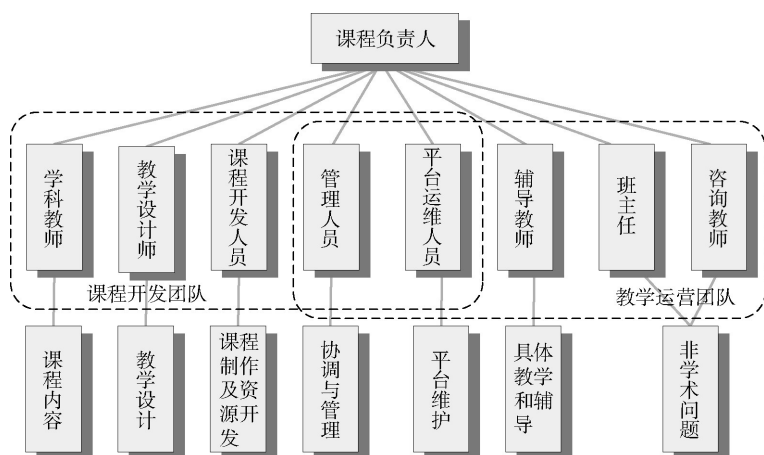 课程负责人
学科教师
教学设计师
课程开发人员
管理人员
平台运维人员
辅导教师
班主任
咨询教师
课程开发团队
教学运营团队
课程内容
教学设计
课程
制作
及资
源开
发
协调与管理
平台维护
具体
教学
和辅
导
非学术问题